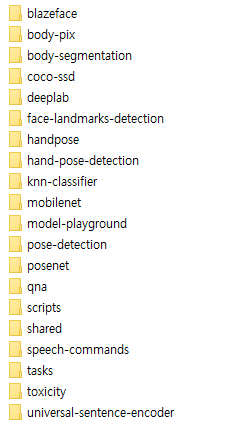 blazeface
body-pix
body-segmentation
coco-ssd
deeplab
face-landmarks-detection
handpose
hand-pose-detection
knn-classifier
mobilenet
model-playground
pose-detection
posenet
qna
scripts
shared
speech-commands
tasks
toxicity
universal-sentence-encoder